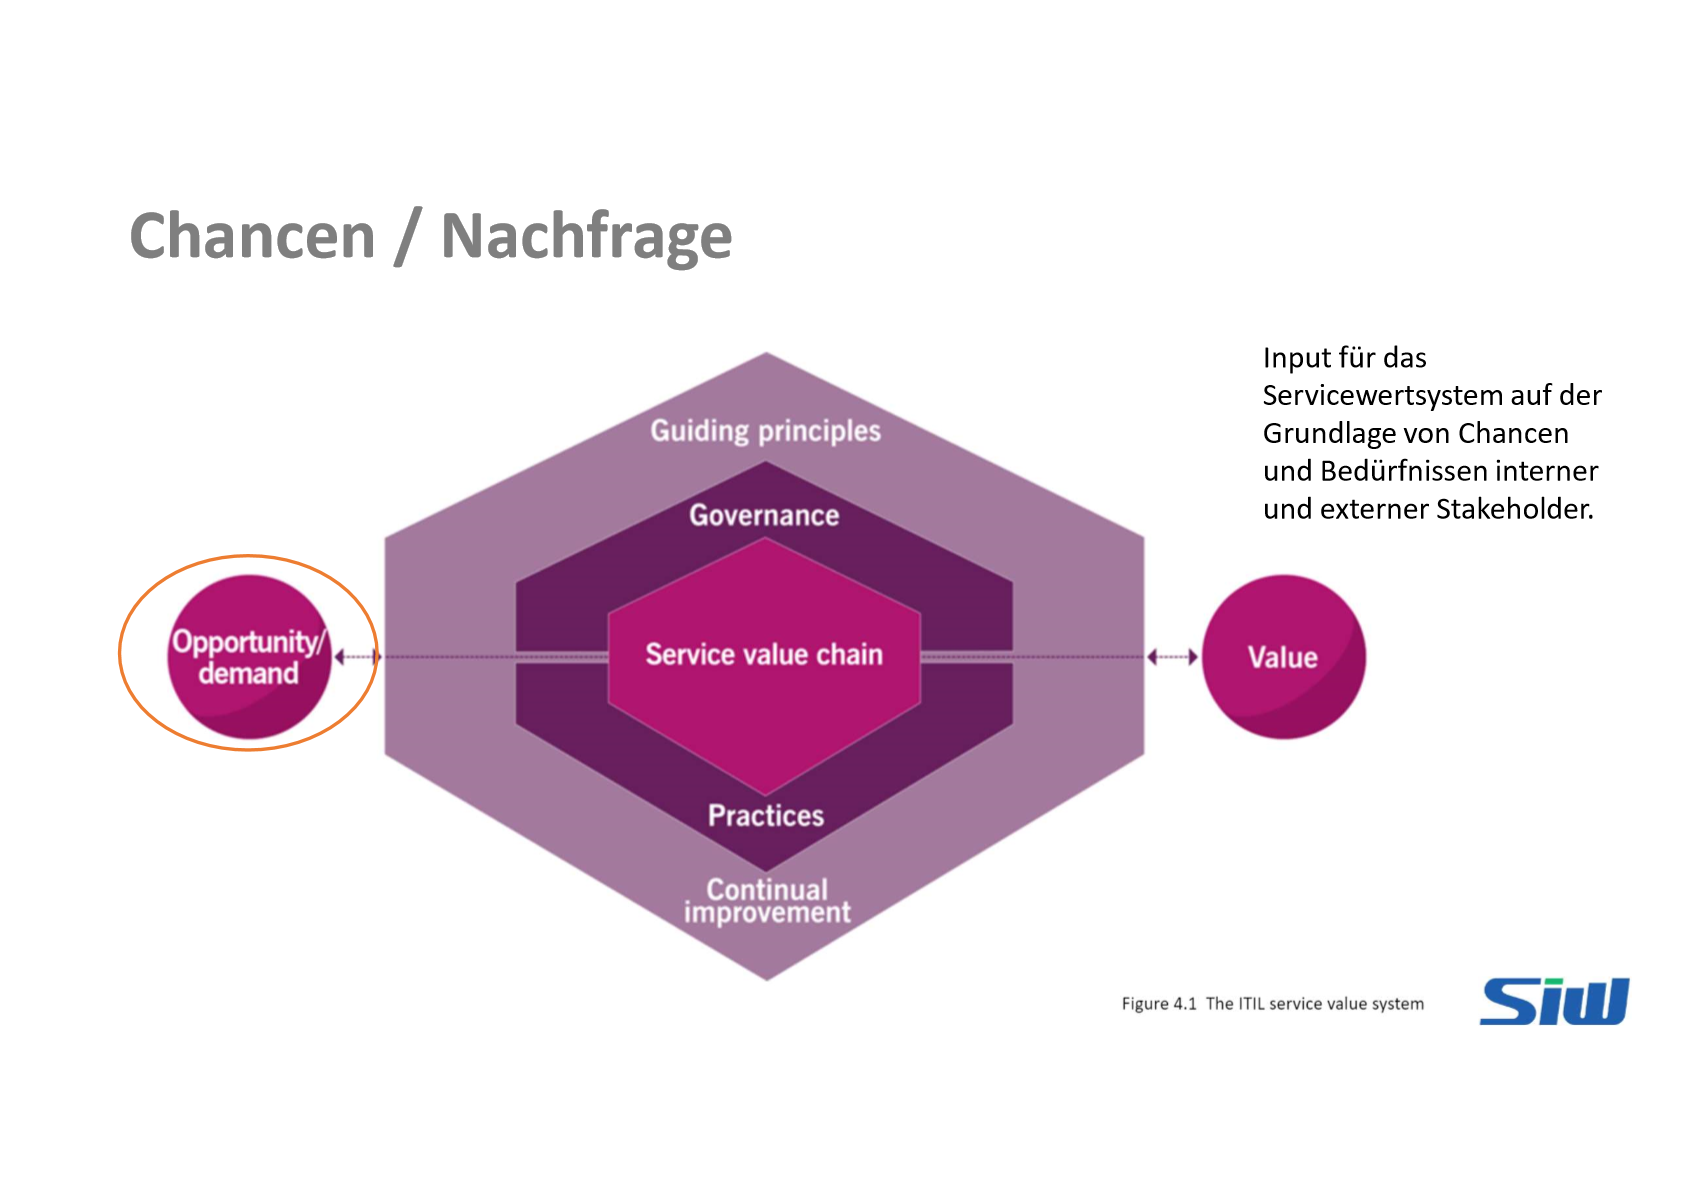 Chancen / Nachfrage
Input für das
Servicewertsystem auf der
Grundlage von Chancen
und Bedürfnissen interner
und externer Stakeholder.
Guiding principles
Governance
Opportunity/
demand
Service value chain
Value
Practices
Continual
improvement
Figure 4.1 The ITIL service value system
Siw